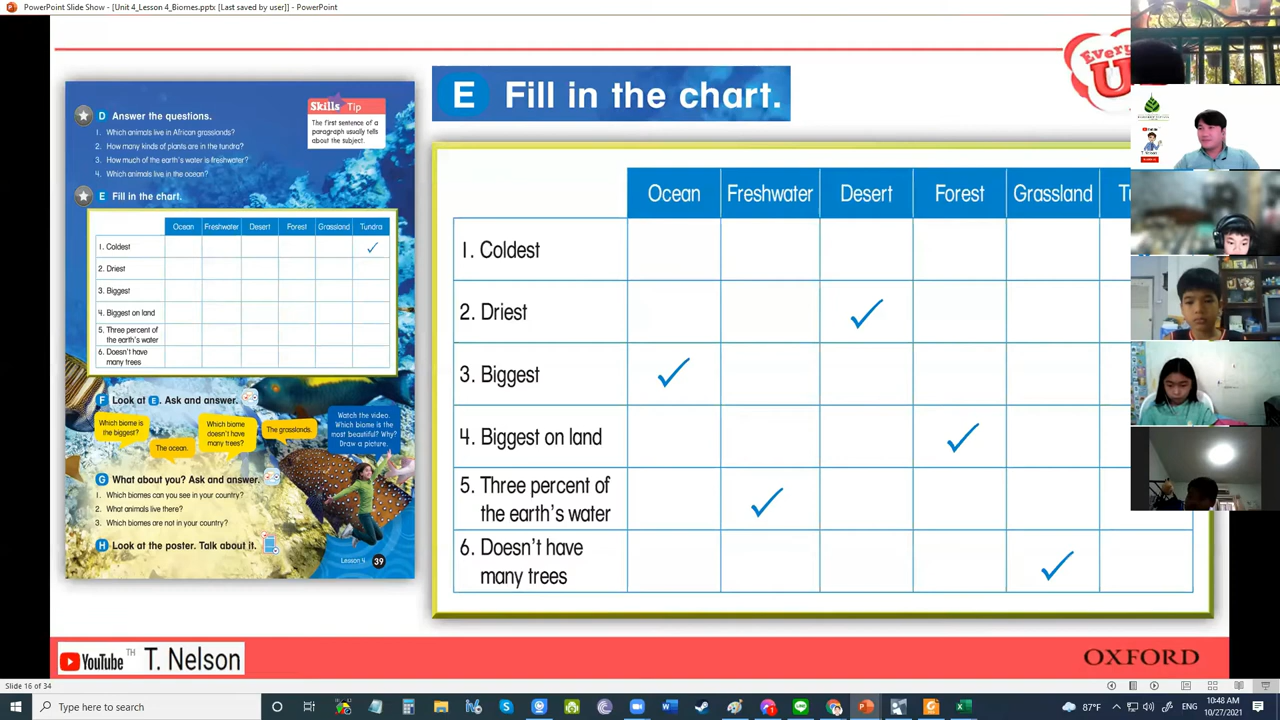 PowerPoint Slide Show - [Unit 4_Lesson 4_Biomes.pptx [Last saved by user]] - PowerPoint
D Answer the questions.
1. Which animals live in African grasslands?
2. How many kinds of plants are in the tundra?
3. How much of the earth's water is freshwater?
4. Which animals live in the ocean?
Skills Tip
The first sentence of a
paragraph usually tells
about the subject.
E Fill in the chart.
Ocean Freshwater Desert Forest Grassland Tundra
1. Coldest ✓
2. Driest
3. Biggest
4. Biggest on land
5. Three percent of
the earth's water
6. Doesn't have
many trees
F Look at E. Ask and answer.
Which biome is
the biggest?
The ocean.
Which biome
doesn't have
many trees?
The grasslands.
Watch the video.
Which biome is the
most beautiful? Why?
Draw a picture.
G What about you? Ask and answer.
1. Which biomes can you see in your country?
2. What animals live there?
3. Which biomes are not in your country?
H Look at the poster. Talk about it.
Lesson 4 39
E Fill in the chart.
Every
U
Ocean Freshwater Desert Forest Grassland Tu
1. Coldest
2. Driest ✓
3. Biggest ✓
4. Biggest on land ✓
5. Three percent of
the earth's water ✓
6. Doesn't have
many trees ✓
YouTube TH T. Nelson
OXFORD
Slide 16 of 34
Type here to search
87°F
10:48 AM
10/27/2021